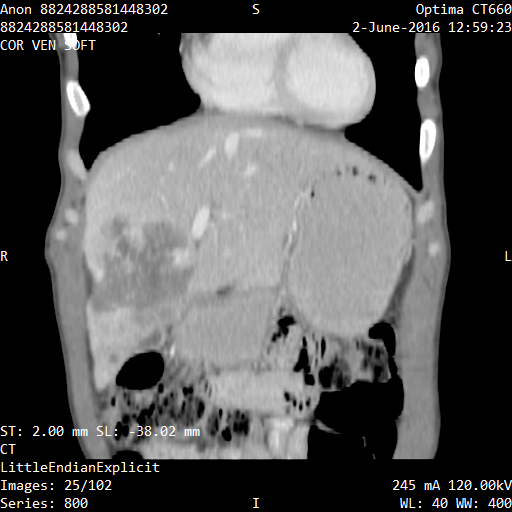 Anon 8824288581448302
S
Optima CT660
8824288581448302
2-June-2016 12:59:23
COR VEN SOFT
R
L
ST: 2.00 mm SL: -38.02 mm
CT
LittleEndianExplicit
Images: 25/102
245 mA 120.00kV
Series: 800
I
WL: 40 WW: 400